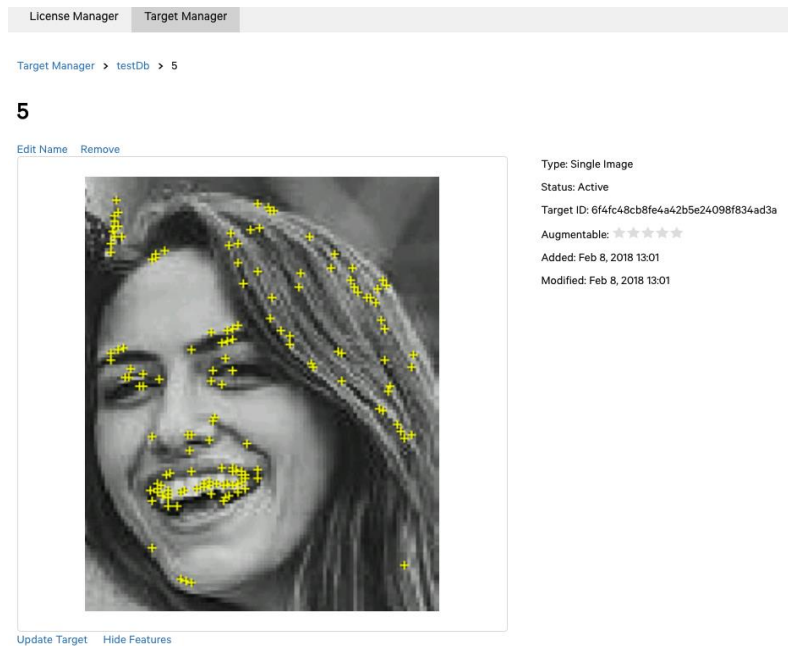 License Manager Target Manager
Target Manager > testDb > 5
5
Edit Name Remove
Type: Single Image
Status: Active
Target ID: 6f4fc48cb8fe4a42b5e24098f834ad3a
Augmentable:
Added: Feb 8, 2018 13:01
Modified: Feb 8, 2018 13:01
Update Target Hide Features